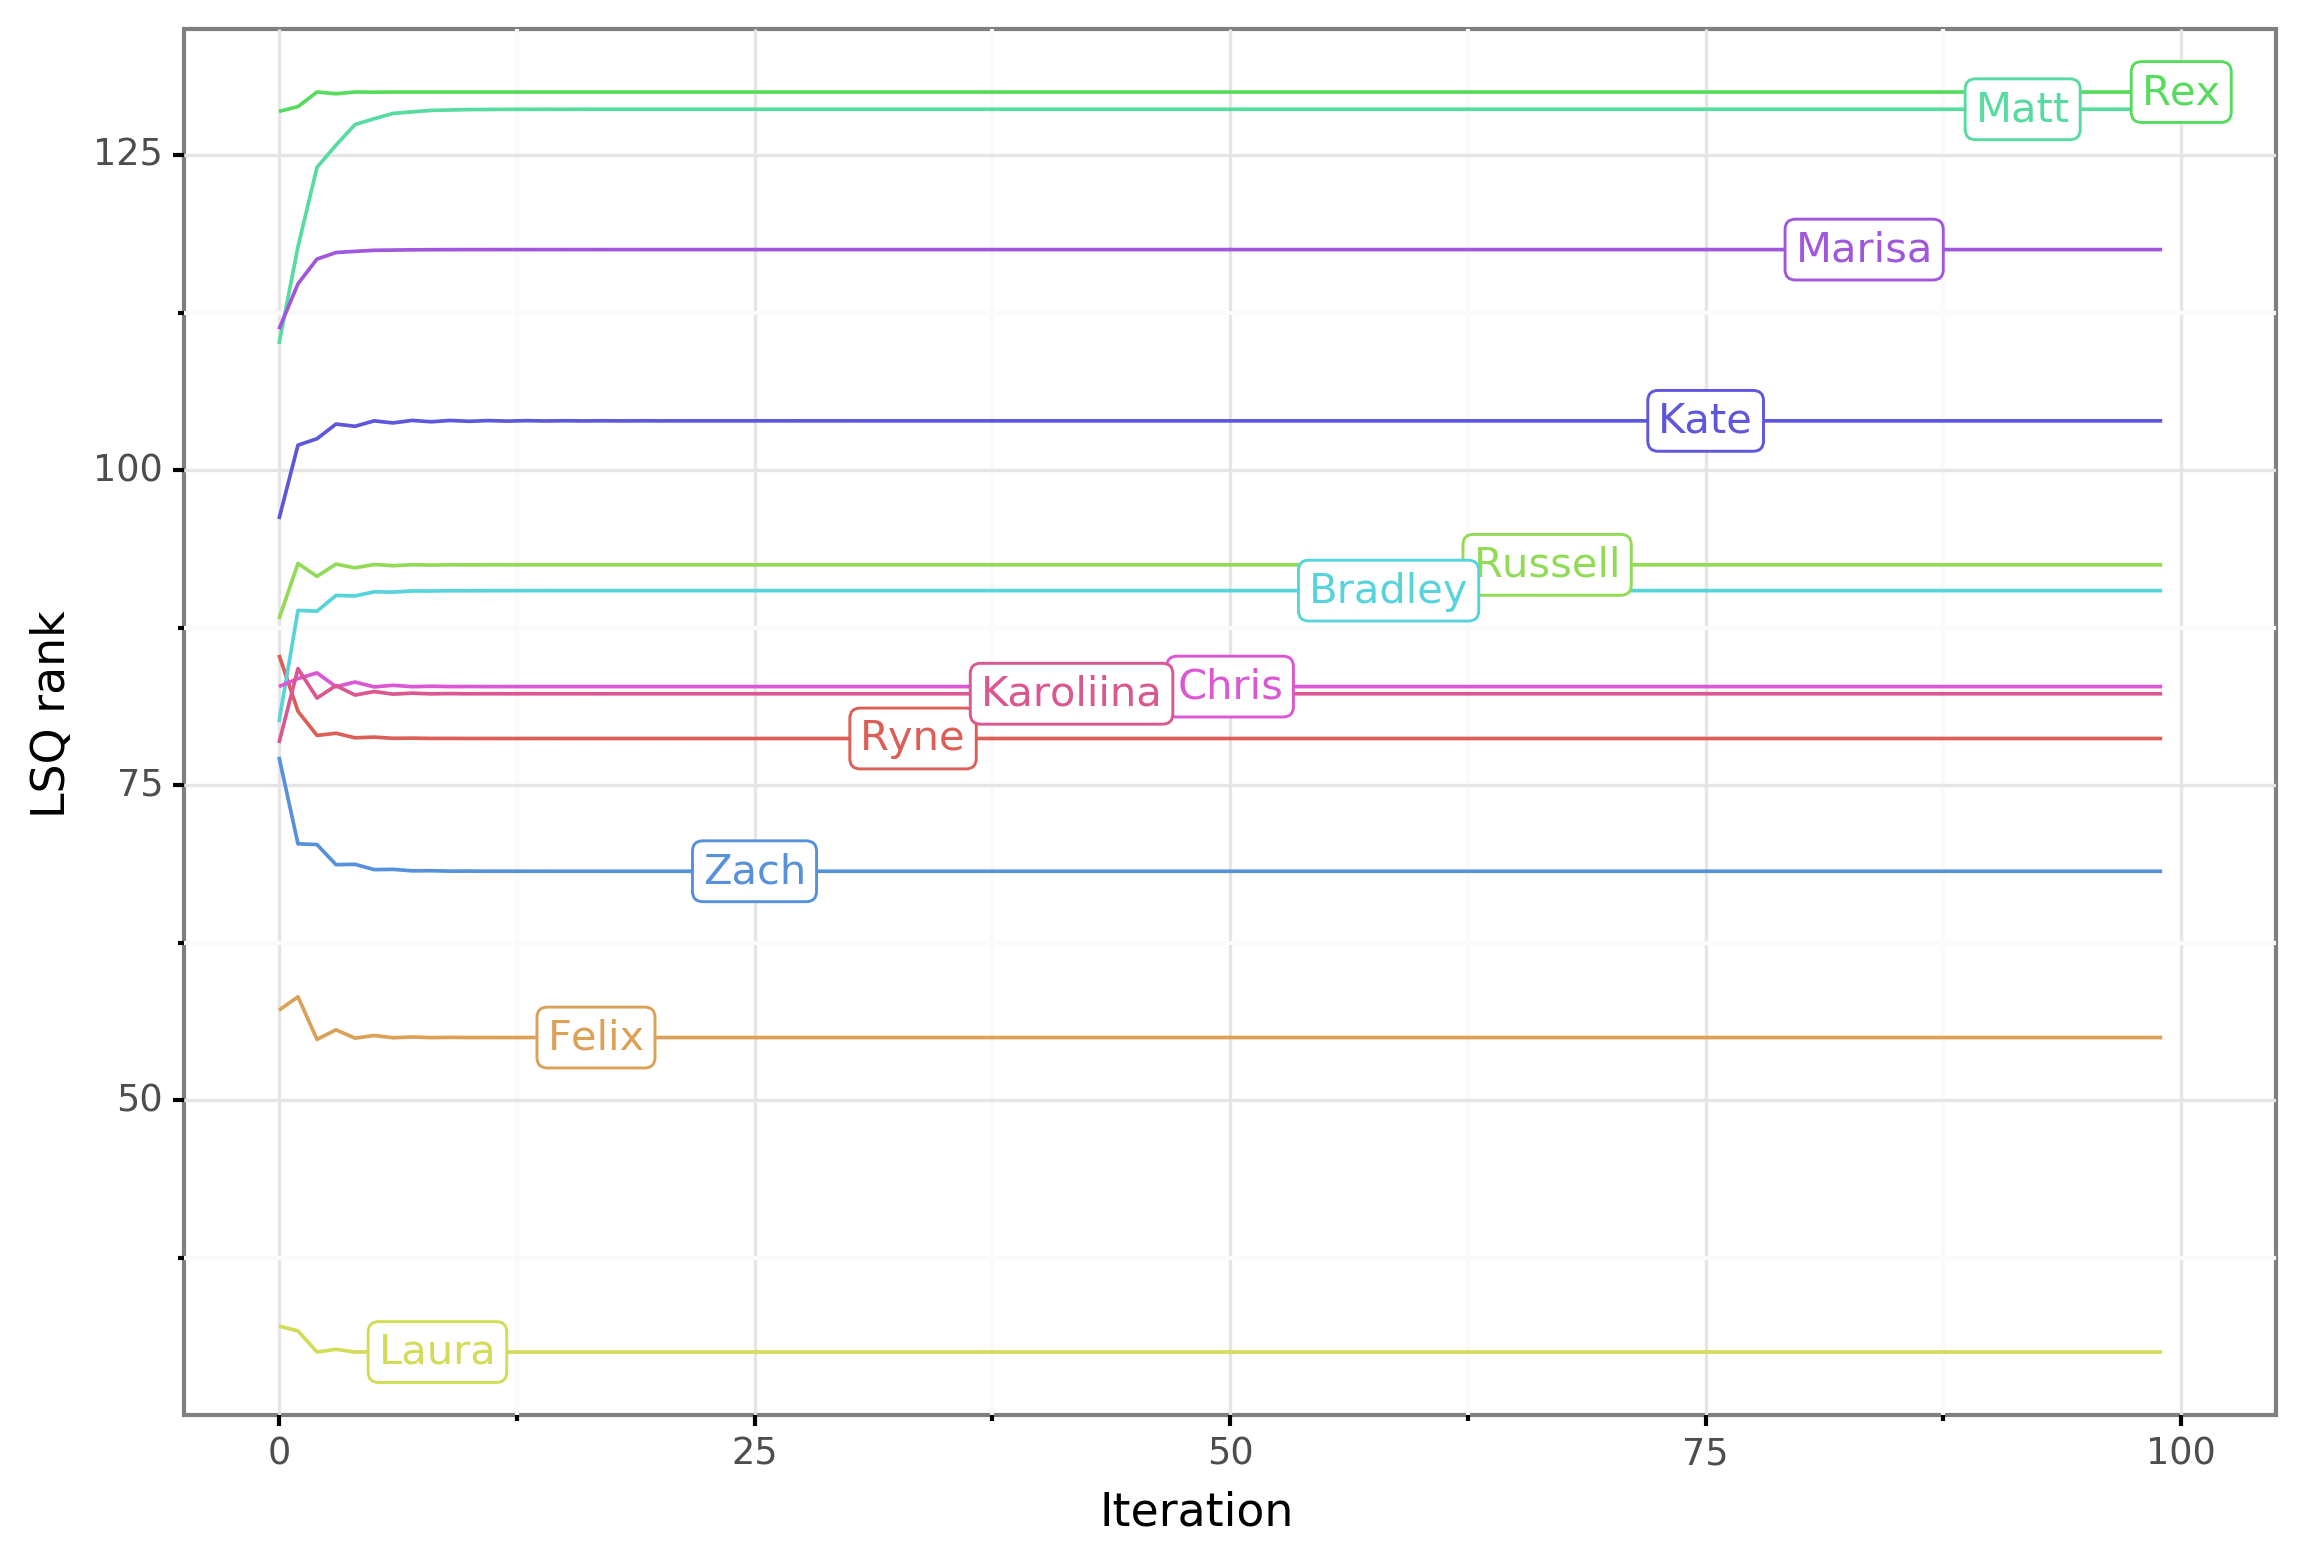 Rex
Matt
125
Marisa
Kate
100
Russell
Bradley
Chris
Karoliina
Ryne
LSQ rank
75
Zach
Felix
50
Laura
0 25 50 75 100
Iteration